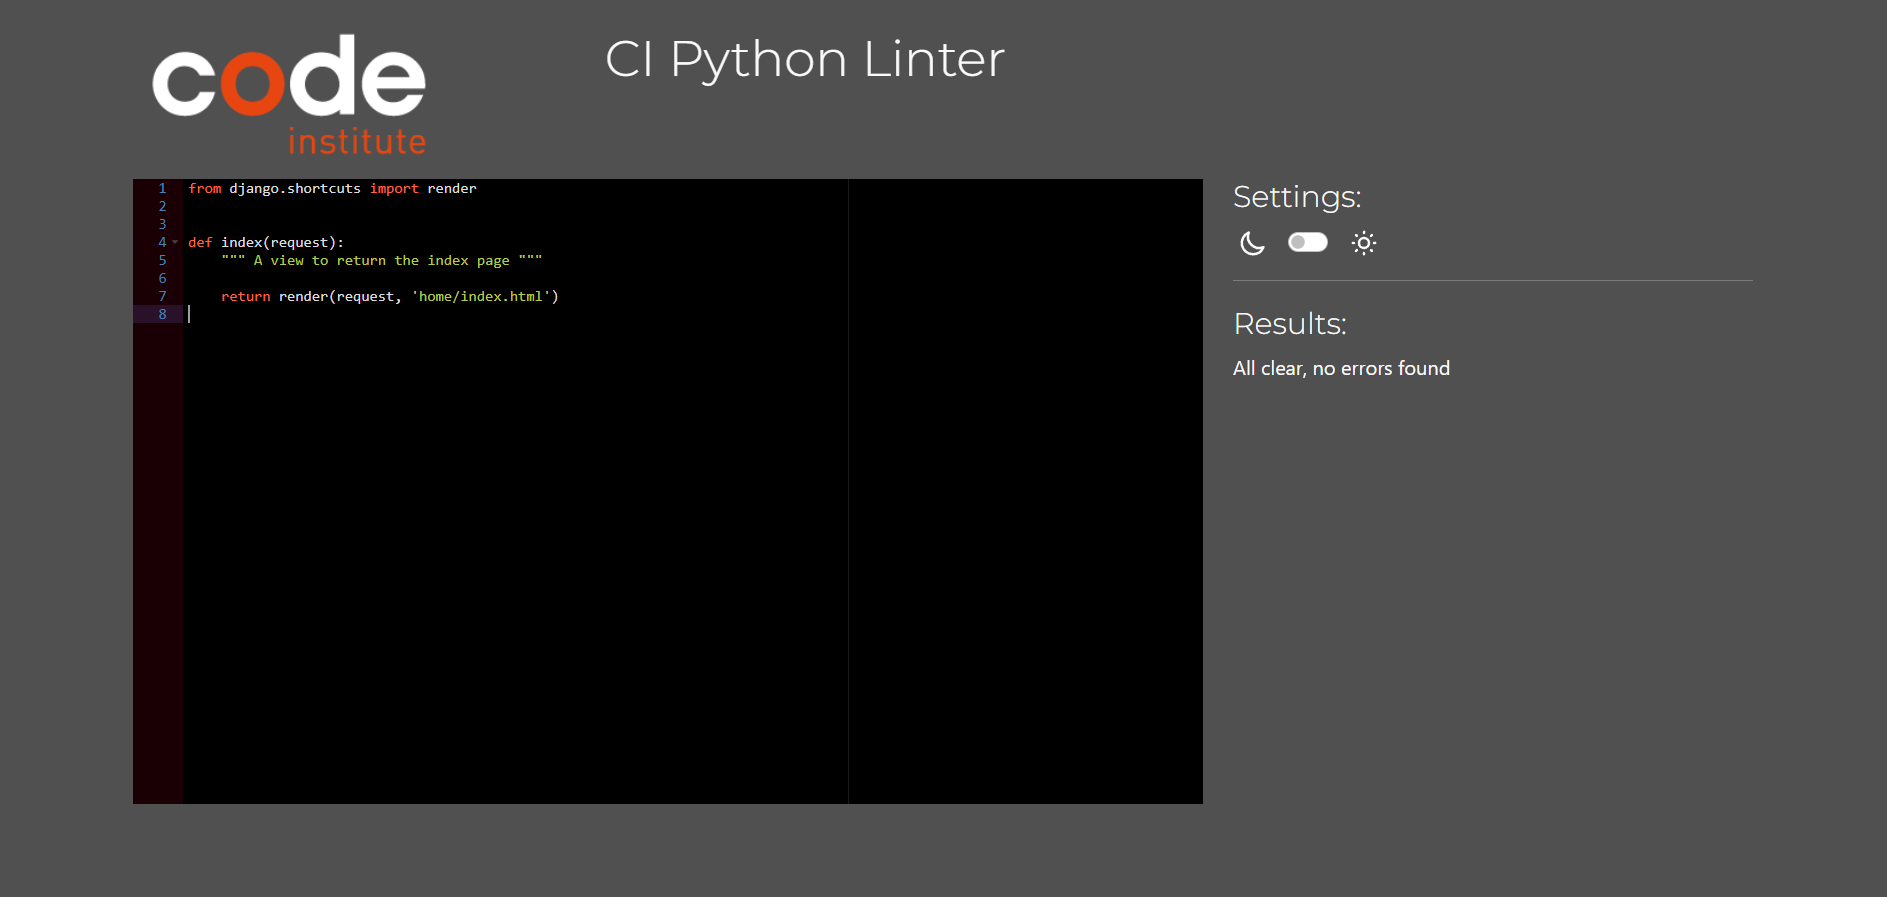 code
institute
CI Python Linter
1 from django.shortcuts import render
2
3
4 def index(request):
5     """ A view to return the index page """
6
7     return render(request, 'home/index.html')
8
Settings:
Results:
All clear, no errors found